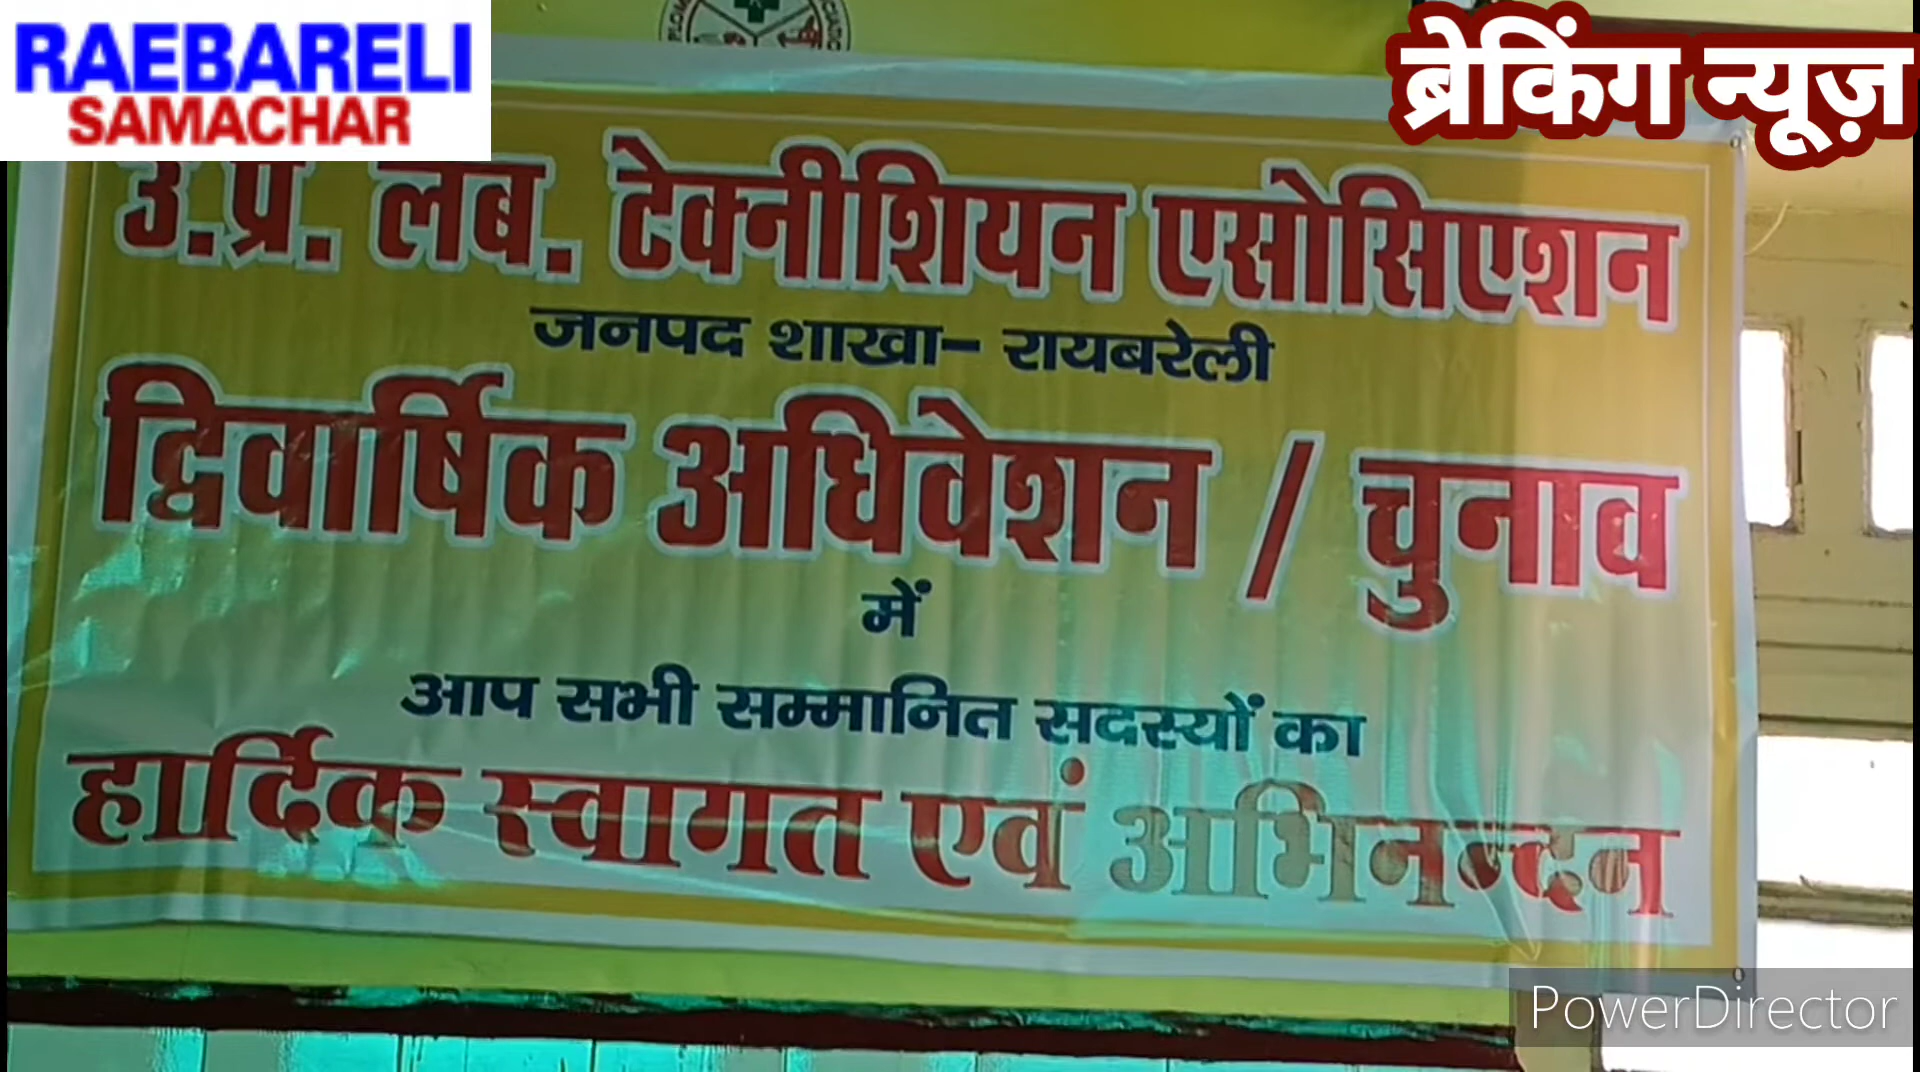 RAEBARELI
SAMACHAR
ब्रेकिंग न्यूज़
उ.प्र. लैब. टेक्नीशियन एसोसिएशन
जनपद शाखा– रायबरेली
द्विवार्षिक अधिवेशन / चुनाव
में
आप सभी सम्मानित सदस्यों का
हार्दिक स्वागत एवं अभिनन्दन
PowerDirector